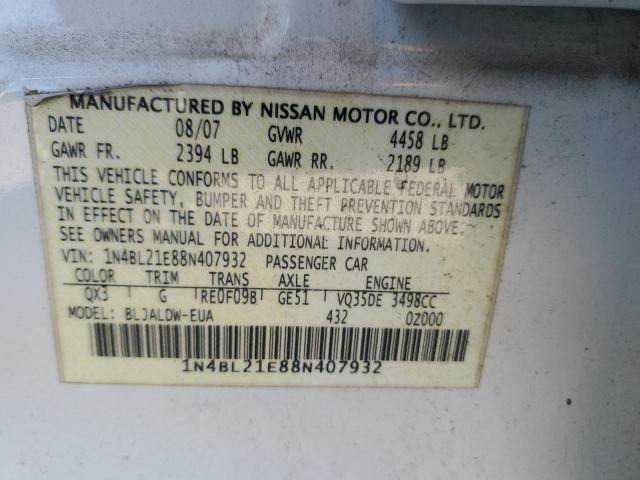 MANUFACTURED BY NISSAN MOTOR CO., LTD.
DATE 08/07 GVWR 4458 LB
GAWR FR. 2394 LB GAWR RR. 2189 LB
THIS VEHICLE CONFORMS TO ALL APPLICABLE FEDERAL MOTOR
VEHICLE SAFETY, BUMPER AND THEFT PREVENTION STANDARDS
IN EFFECT ON THE DATE OF MANUFACTURE SHOWN ABOVE.
SEE OWNERS MANUAL FOR ADDITIONAL INFORMATION.
VIN: 1N4BL21E88N407932 PASSENGER CAR
COLOR TRIM TRANS AXLE ENGINE
QX3 G RE0F09B GE51 VQ35DE 3498CC
MODEL: BLJALDW-EUA 432 0Z000
1N4BL21E88N407932